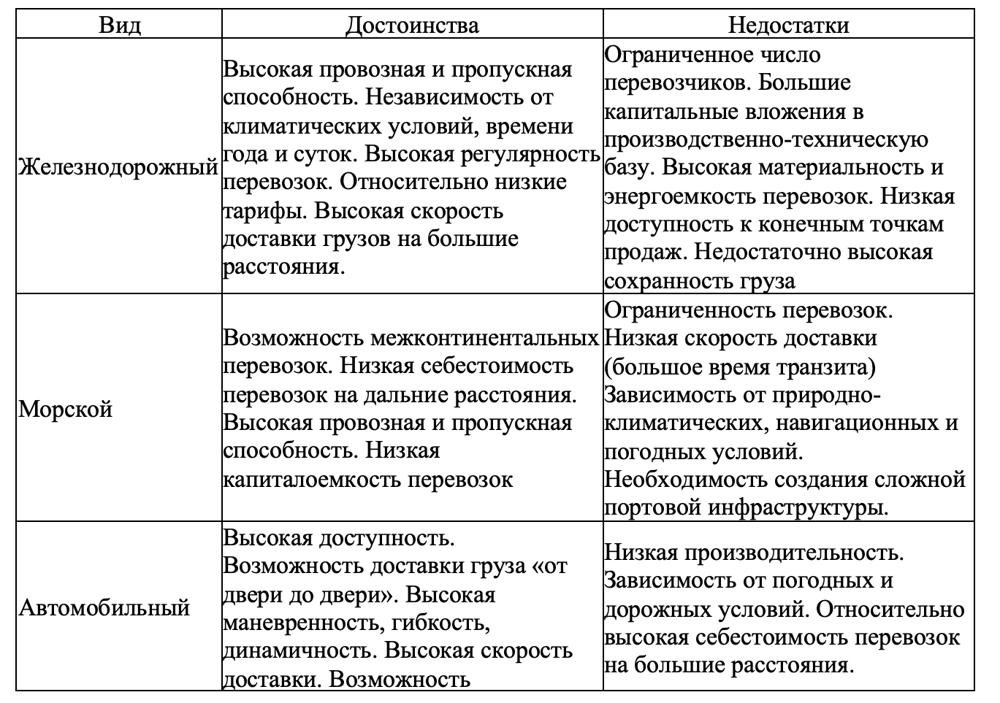 Вид
Достоинства
Недостатки
Железнодорожный
Высокая провозная и пропускная
способность. Независимость от
климатических условий, времени
года и суток. Высокая регулярность
перевозок. Относительно низкие
тарифы. Высокая скорость
доставки грузов на большие
расстояния.
Ограниченное число
перевозчиков. Большие
капитальные вложения в
производственно-техническую
базу. Высокая материальность и
энергоемкость перевозок. Низкая
доступность к конечным точкам
продаж. Недостаточно высокая
сохранность груза
Морской
Возможность межконтинентальных
перевозок. Низкая себестоимость
перевозок на дальние расстояния.
Высокая провозная и пропускная
способность. Низкая
капиталоемкость перевозок
Ограниченность перевозок.
Низкая скорость доставки
(большое время транзита)
Зависимость от природно-
климатических, навигационных и
погодных условий.
Необходимость создания сложной
портовой инфраструктуры.
Автомобильный
Высокая доступность.
Возможность доставки груза «от
двери до двери». Высокая
маневренность, гибкость,
динамичность. Высокая скорость
доставки. Возможность
Низкая производительность.
Зависимость от погодных и
дорожных условий. Относительно
высокая себестоимость перевозок
на большие расстояния.